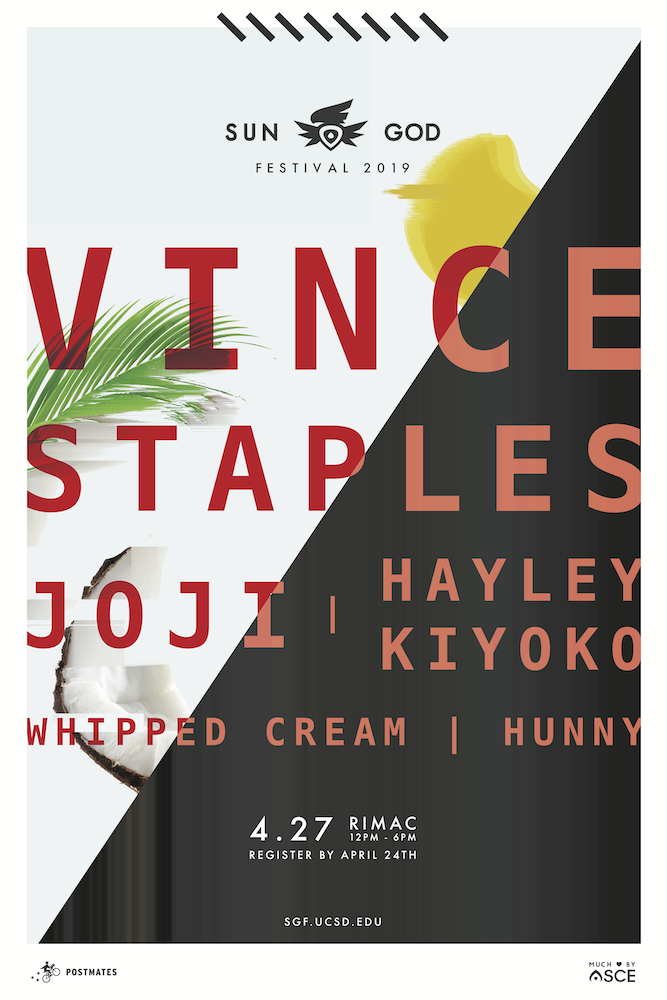 SUN GOD
FESTIVAL 2019
VINCE
STAPLES
JOJI | HAYLEY
KIYOKO
WHIPPED CREAM | HUNNY
4.27 RIMAC
12PM - 6PM
REGISTER BY APRIL 24TH
SGF.UCSD.EDU
POSTMATES
MUCH ♥ BY
ASCE